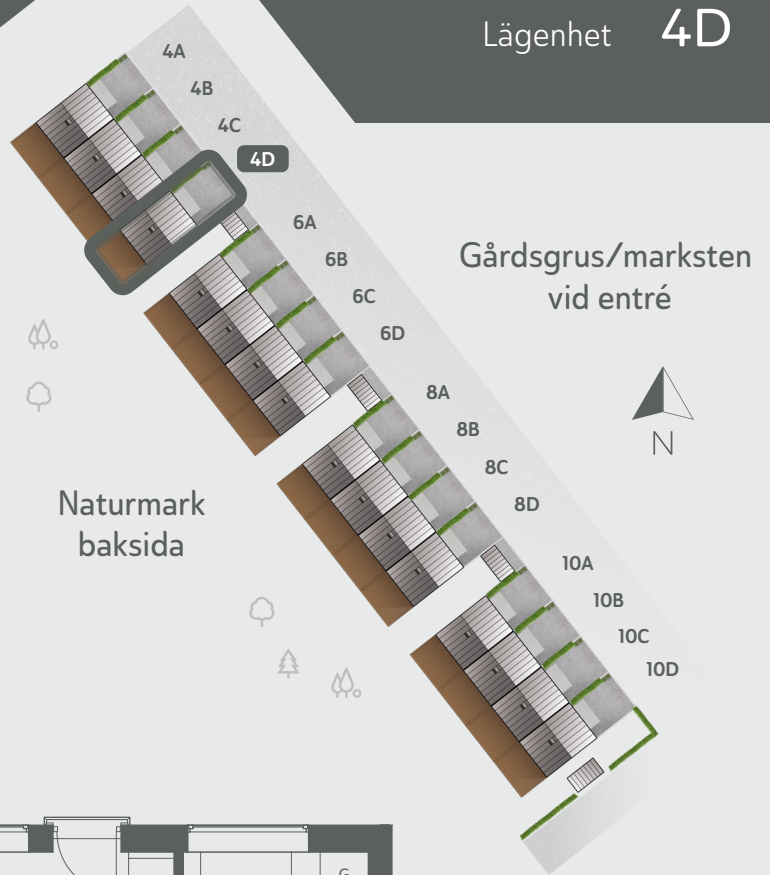 Lägenhet 4D
4A
4B
4C
4D
6A
6B
6C
6D
Gårdsgrus/marksten
vid entré
8A
8B
8C
8D
N
Naturmark
baksida
10A
10B
10C
10D
G